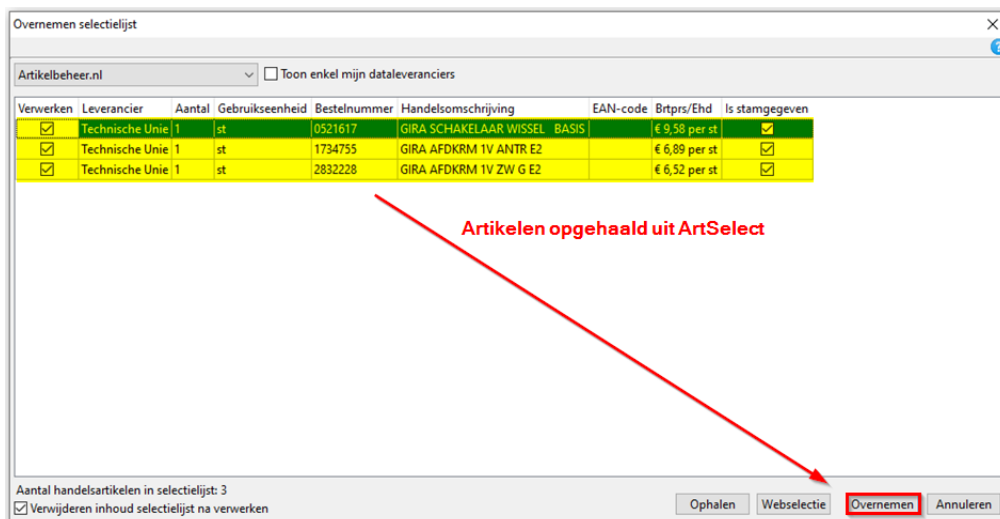 Overnemen selectielijst
Artikelbeheer.nl Toon enkel mijn dataleveranciers
Verwerken Leverancier Aantal Gebruikseenheid Bestelnummer Handelsomschrijving EAN-code Brtprs/Ehd Is stamgegeven
Technische Unie 1 st 0521617 GIRA SCHAKELAAR WISSEL BASIS € 9,58 per st
Technische Unie 1 st 1734755 GIRA AFDKRM 1V ANTR E2 € 6,89 per st
Technische Unie 1 st 2832228 GIRA AFDKRM 1V ZW G E2 € 6,52 per st
Artikelen opgehaald uit ArtSelect
Aantal handelsartikelen in selectielijst: 3
Verwijderen inhoud selectielijst na verwerken
Ophalen Webselectie Overnemen Annuleren